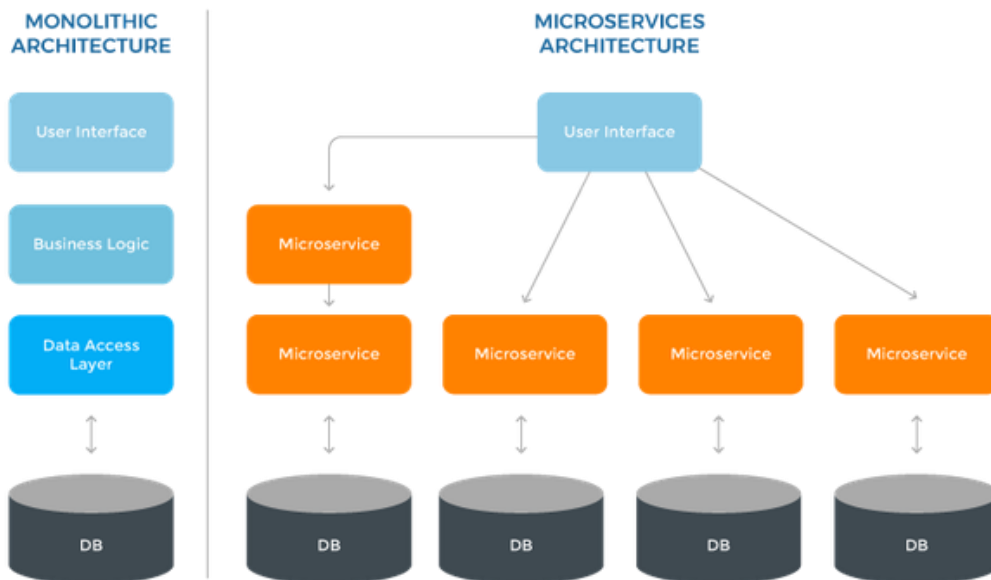 MONOLITHIC
ARCHITECTURE
User Interface
Business Logic
Data Access
Layer
DB
MICROSERVICES
ARCHITECTURE
User Interface
Microservice
Microservice
Microservice
Microservice
Microservice
DB
DB
DB
DB